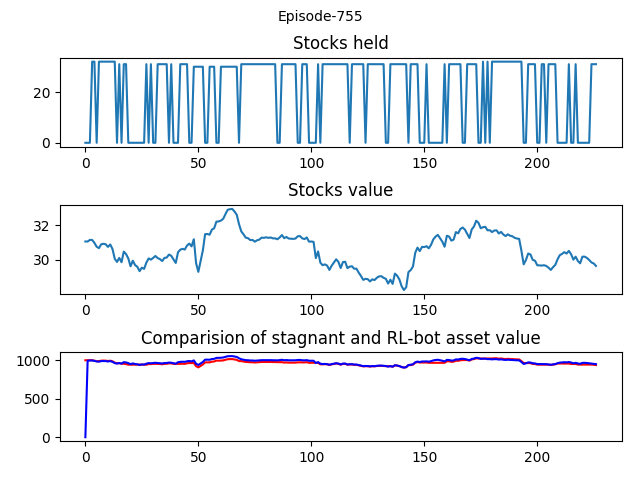 Episode-755
Stocks held
20
0
0 50 100 150 200
Stocks value
32
30
0 50 100 150 200
Comparision of stagnant and RL-bot asset value
1000
500
0
0 50 100 150 200